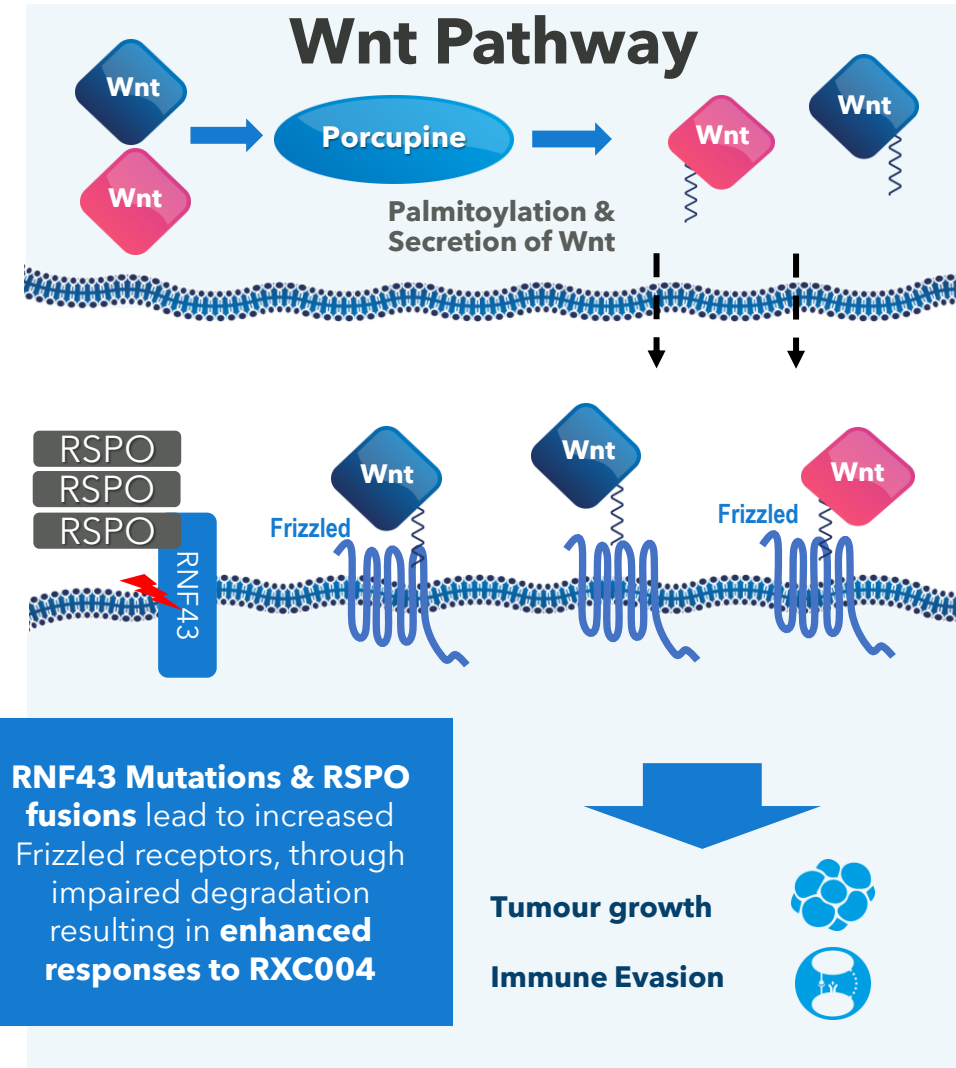 Wnt Pathway
Wnt
Wnt
Porcupine
Wnt
Wnt
Palmitoylation &
Secretion of Wnt
RSPO
RSPO
RSPO
RNF43
Frizzled
Wnt
Wnt
Frizzled
Wnt
RNF43 Mutations & RSPO
fusions lead to increased
Frizzled receptors, through
impaired degradation
resulting in enhanced
responses to RXC004
Tumour growth
Immune Evasion